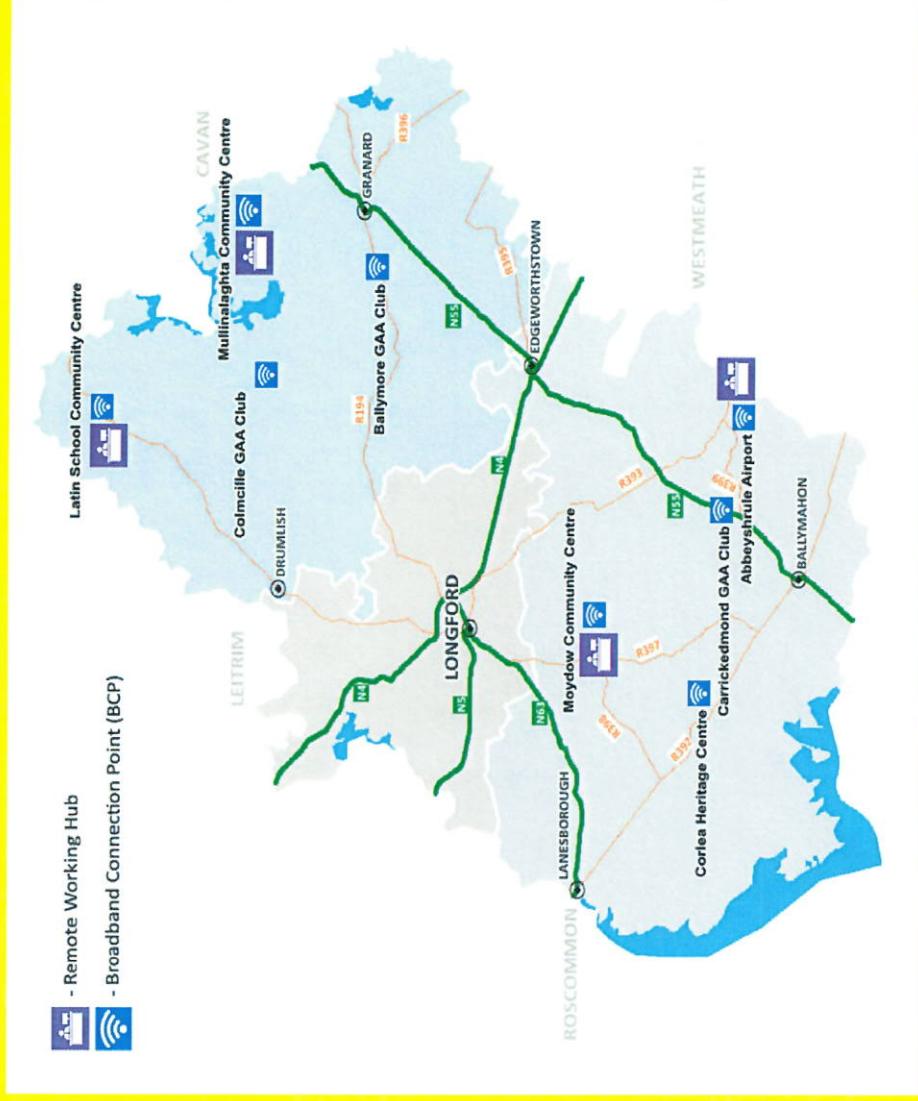 - Remote Working Hub
- Broadband Connection Point (BCP)
Latin School Community Centre
CAVAN
Mullinalaghta Community Centre
Colmcille GAA Club
GRANARD
R396
Ballymore GAA Club
R194
N55
R395
EDGEWORTHSTOWN
WESTMEATH
DRUMLISH
LEITRIM
N4
LONGFORD
N4
N5
N63
Moydow Community Centre
R393
N55
R399
Abbeyshrule Airport
Carrickedmond GAA Club
BALLYMAHON
R397
R398
R392
Corlea Heritage Centre
LANESBOROUGH
ROSCOMMON